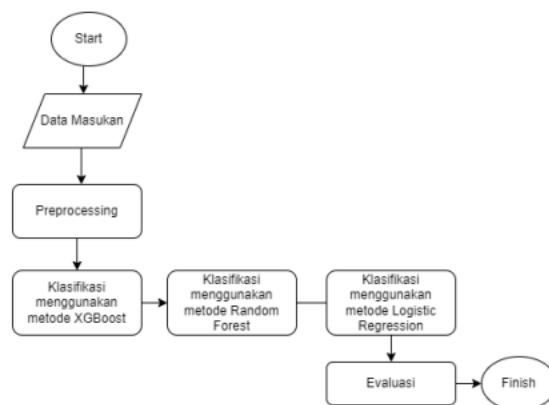 Start
Data Masukan
Preprocessing
Klasifikasi
menggunakan
metode XGBoost
Klasifikasi
menggunakan
metode Random
Forest
Klasifikasi
menggunakan
metode Logistic
Regression
Evaluasi
Finish